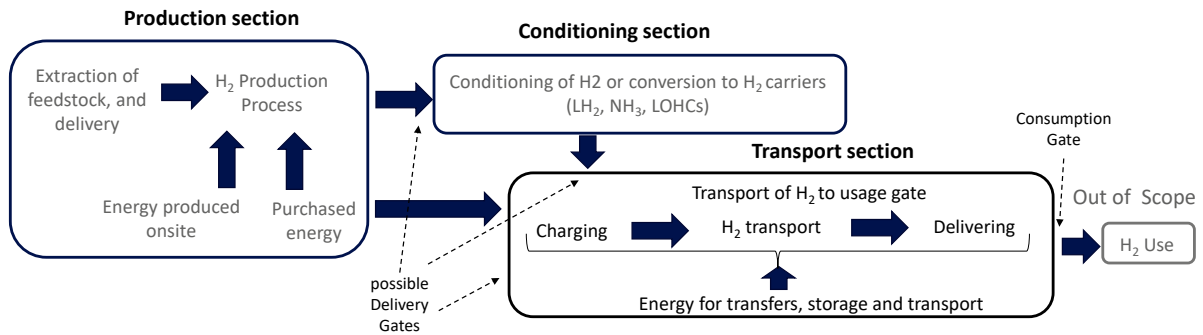 Production section
Extraction of
feedstock, and
delivery
H₂ Production
Process
Energy produced
onsite
Purchased
energy
Conditioning section
Conditioning of H2 or conversion to H₂ carriers
(LH₂, NH₃, LOHCs)
possible
Delivery
Gates
Transport section
Transport of H₂ to usage gate
Charging
H₂ transport
Delivering
Energy for transfers, storage and transport
Consumption
Gate
Out of Scope
H₂ Use